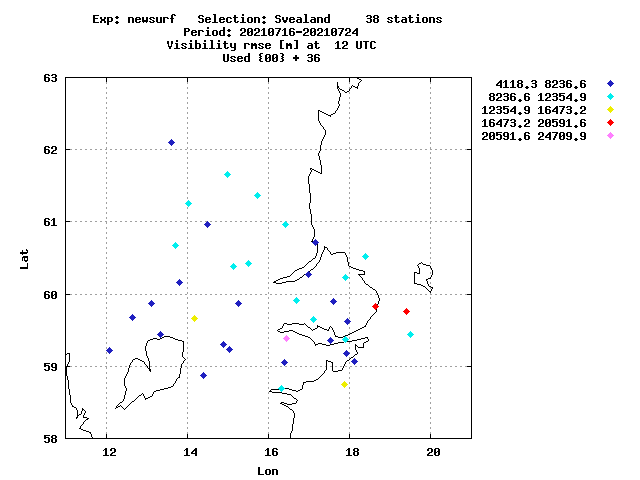 Exp: newsurf   Selection: Svealand     38 stations
Period: 20210716-20210724
Visibility rmse [m] at  12 UTC
Used {00} + 36
4118.3 8236.6
8236.6 12354.9
12354.9 16473.2
16473.2 20591.6
20591.6 24709.9
63
62
61
60
59
58
Lat
12 14 16 18 20
Lon